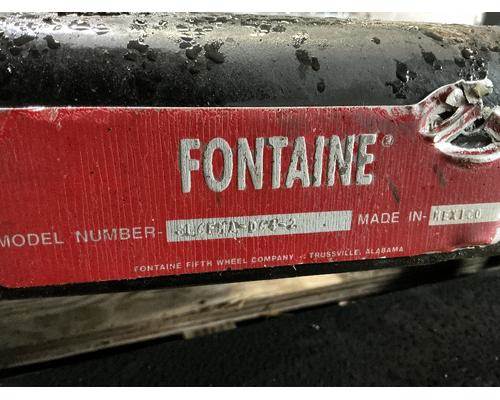 FONTAINE®
MODEL NUMBER- MADE IN- MEXICO
FONTAINE FIFTH WHEEL COMPANY TRUSSVILLE, ALABAMA